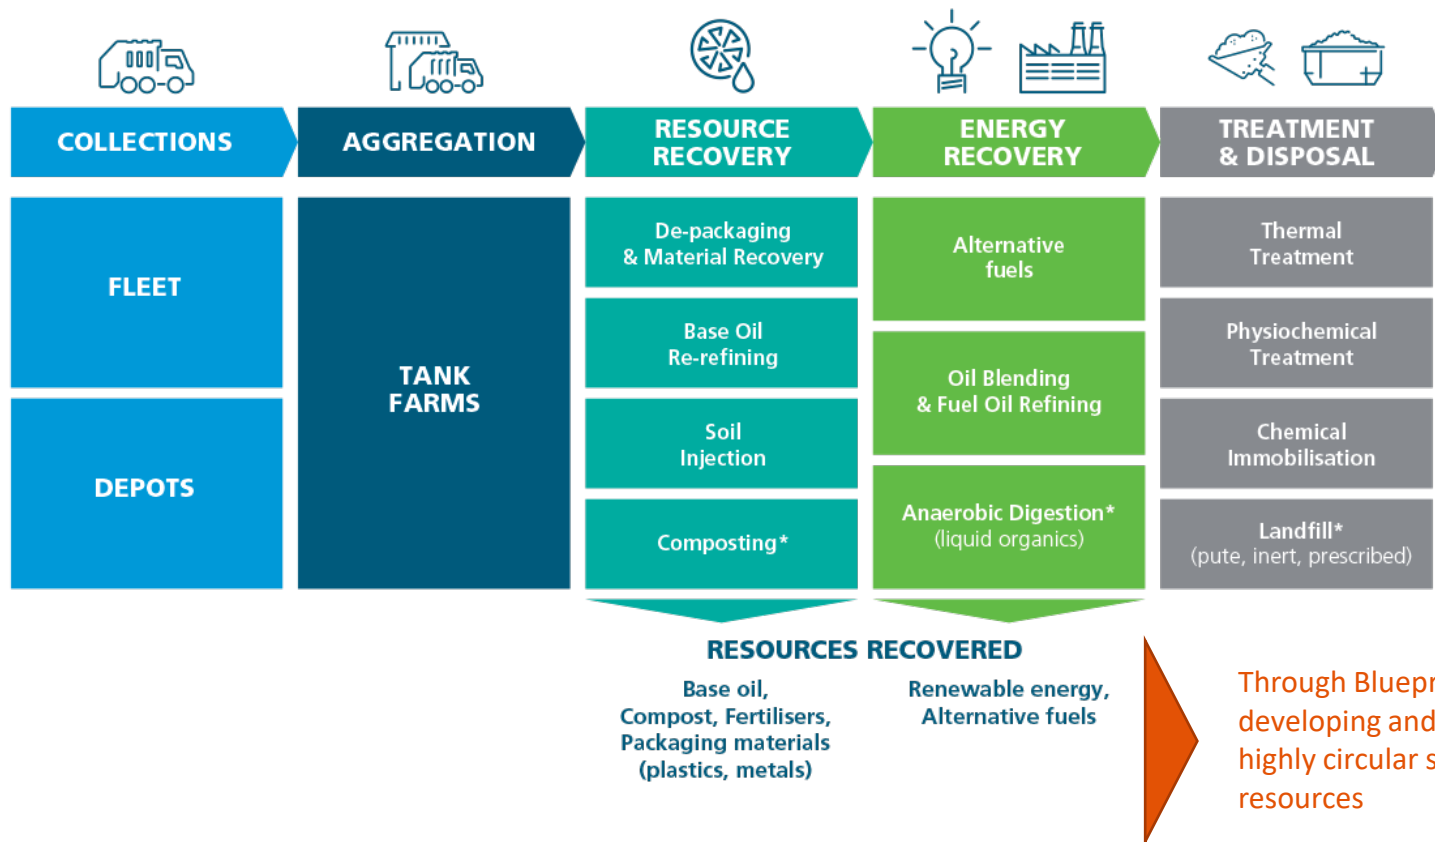 COLLECTIONS
AGGREGATION
RESOURCE
RECOVERY
ENERGY
RECOVERY
TREATMENT
& DISPOSAL
FLEET
DEPOTS
TANK
FARMS
De-packaging
& Material Recovery
Base Oil
Re-refining
Soil
Injection
Composting*
Alternative
fuels
Oil Blending
& Fuel Oil Refining
Anaerobic Digestion*
(liquid organics)
Thermal
Treatment
Physiochemical
Treatment
Chemical
Immobilisation
Landfill*
(pute, inert, prescribed)
RESOURCES RECOVERED
Base oil,
Compost, Fertilisers,
Packaging materials
(plastics, metals)
Renewable energy,
Alternative fuels
Through
developing and
highly circular
resources